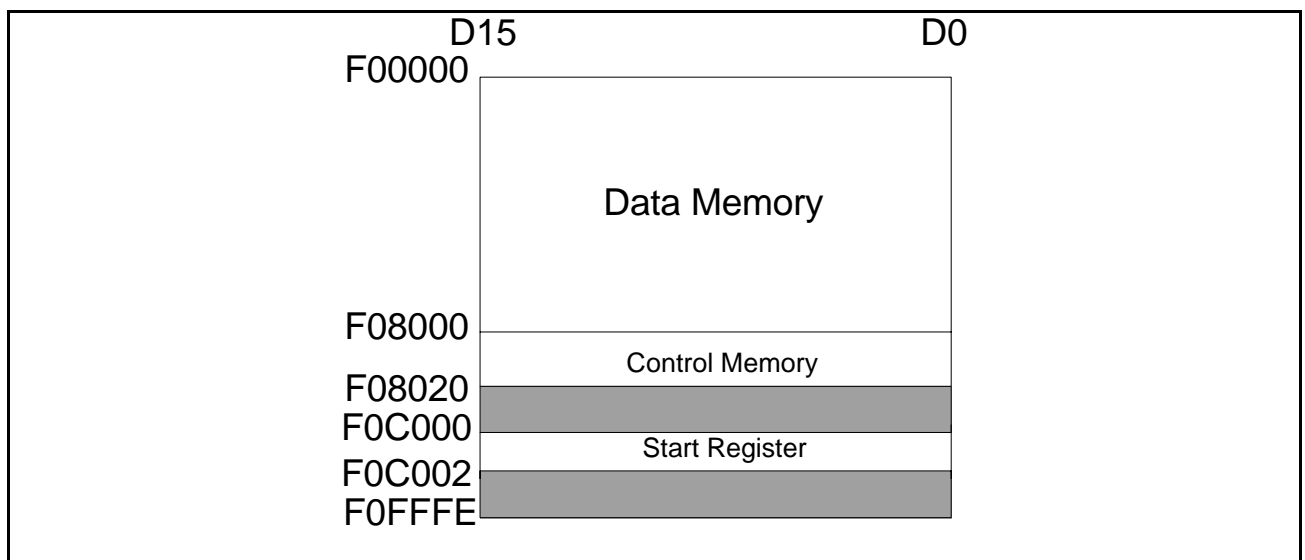 D15 D0
F00000
Data Memory
F08000
Control Memory
F08020
F0C000
Start Register
F0C002
F0FFFE